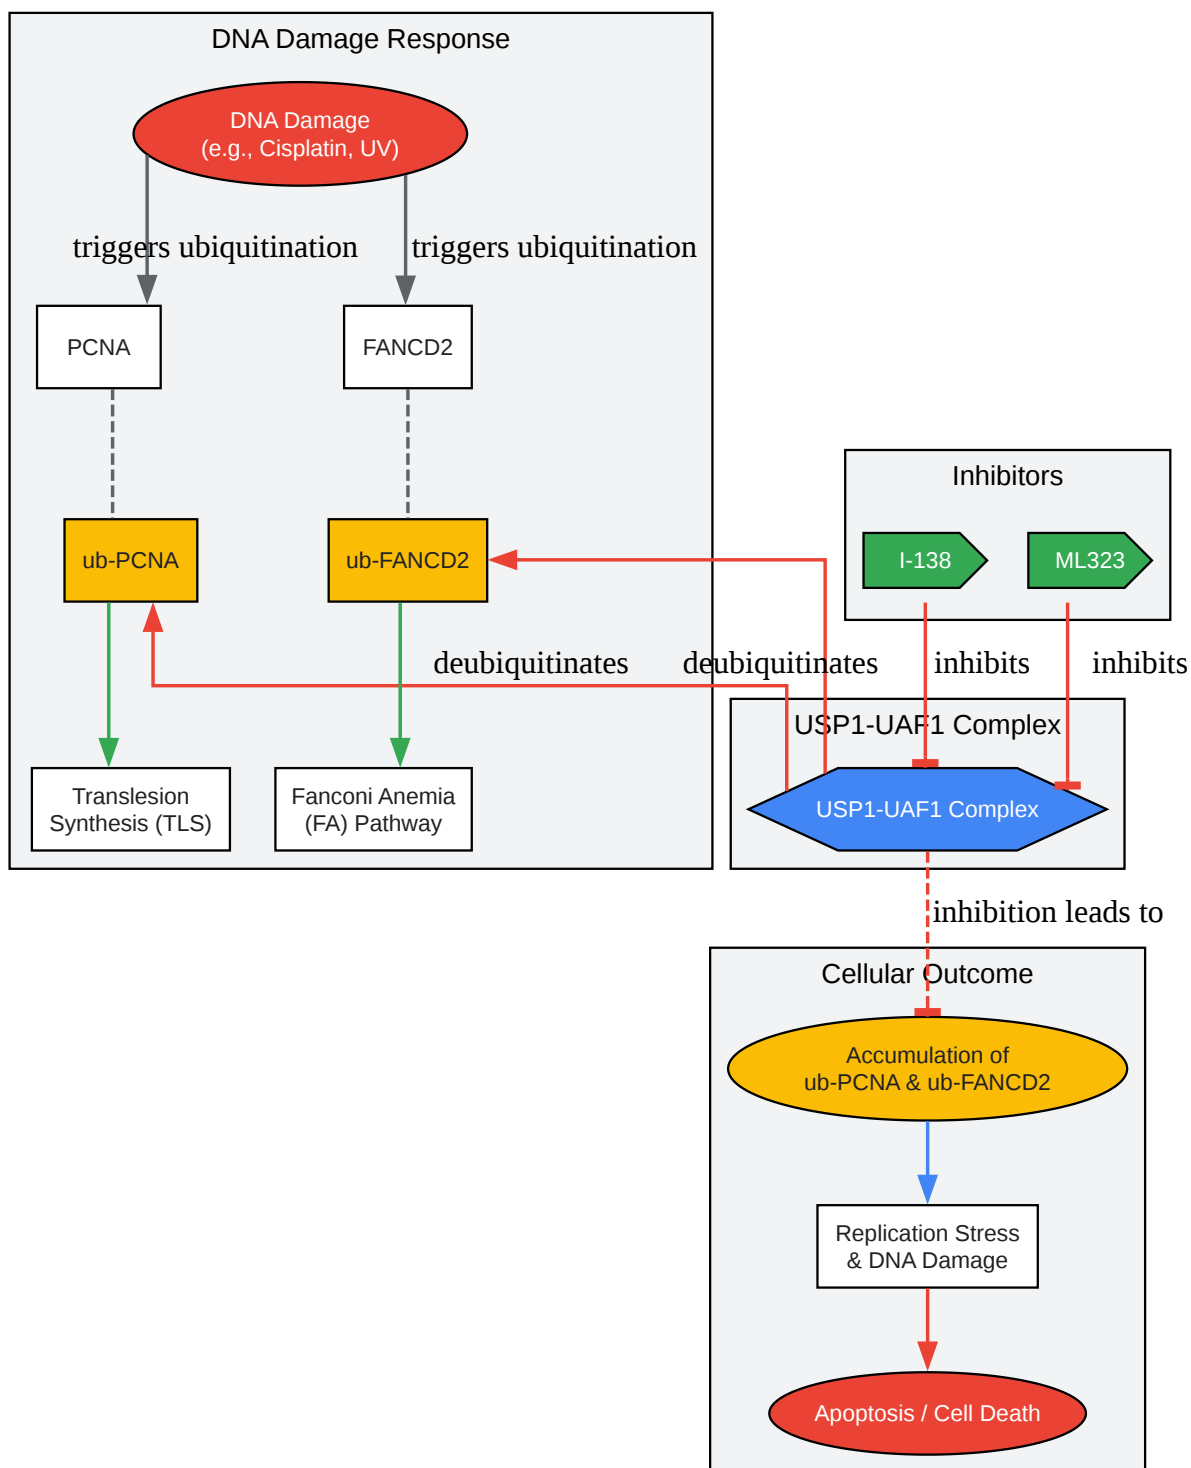 DNA Damage Response
DNA Damage
(e.g., Cisplatin, UV)
triggers ubiquitination
triggers ubiquitination
PCNA
FANCD2
Inhibitors
ub-PCNA
ub-FANCD2
I-138
ML323
deubiquitinates
deubiquitinates
inhibits
inhibits
USP1-UAF1 Complex
Translesion
Synthesis (TLS)
Fanconi Anemia
(FA) Pathway
USP1-UAF1 Complex
inhibition leads to
Cellular Outcome
Accumulation of
ub-PCNA & ub-FANCD2
Replication Stress
& DNA Damage
Apoptosis / Cell Death